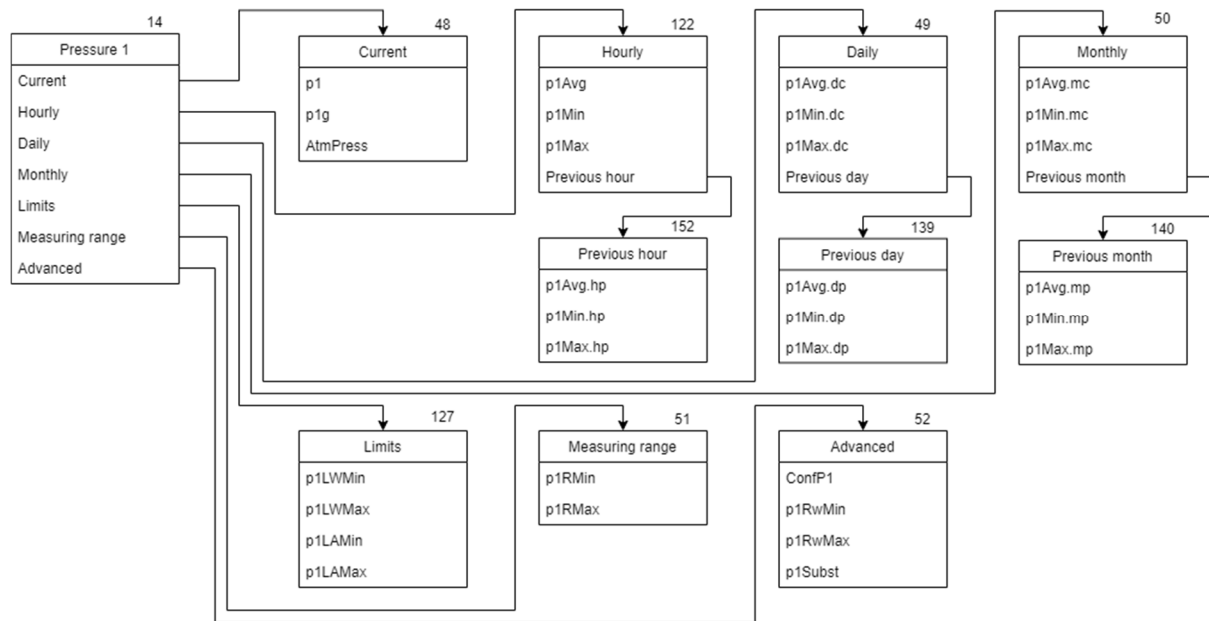 14
Pressure 1
Current
Hourly
Daily
Monthly
Limits
Measuring range
Advanced
48
Current
p1
p1g
AtmPress
122
Hourly
p1Avg
p1Min
p1Max
Previous hour
49
Daily
p1Avg.dc
p1Min.dc
p1Max.dc
Previous day
50
Monthly
p1Avg.mc
p1Min.mc
p1Max.mc
Previous month
152
Previous hour
p1Avg.hp
p1Min.hp
p1Max.hp
139
Previous day
p1Avg.dp
p1Min.dp
p1Max.dp
140
Previous month
p1Avg.mp
p1Min.mp
p1Max.mp
127
Limits
p1LWMin
p1LWMax
p1LAMin
p1LAMax
51
Measuring range
p1RMin
p1RMax
52
Advanced
ConfP1
p1RwMin
p1RwMax
p1Subst